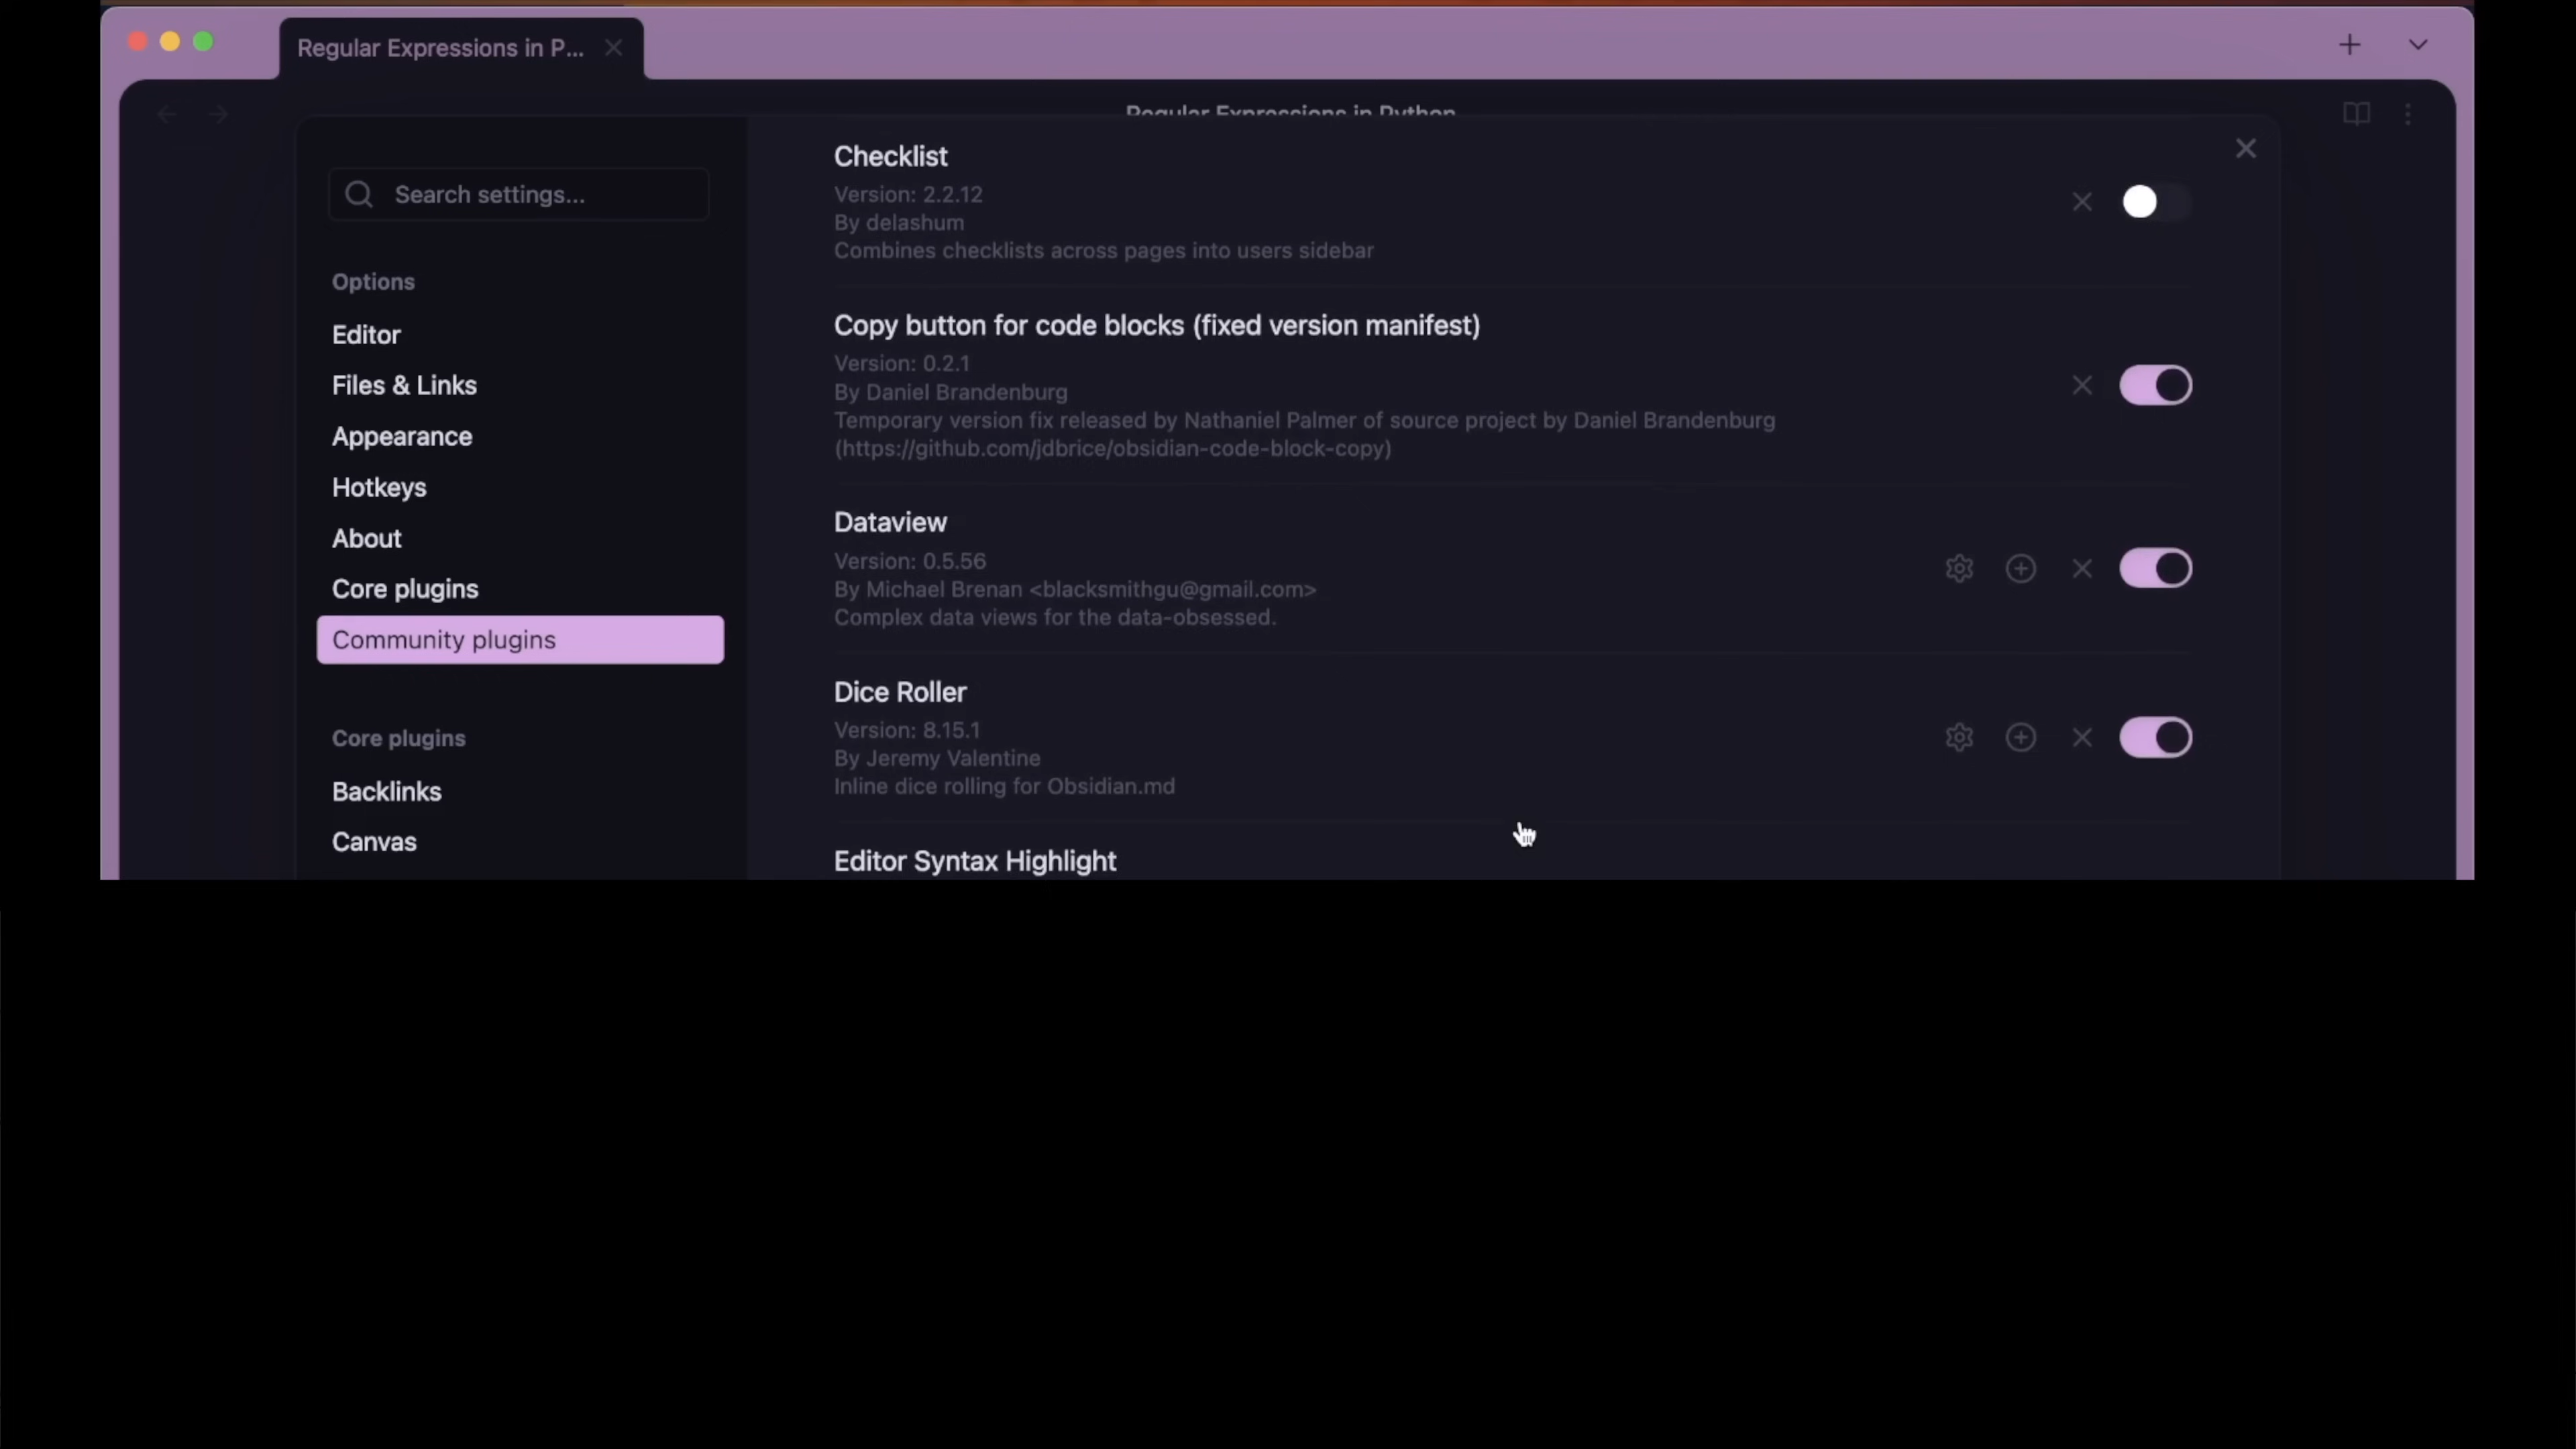 Regular Expressions in P...
Regular Expressions in Python
Search settings...
Options
Editor
Files & Links
Appearance
Hotkeys
About
Core plugins
Community plugins
Core plugins
Backlinks
Canvas
Checklist
Version: 2.2.12
By delashum
Combines checklists across pages into users sidebar
Copy button for code blocks (fixed version manifest)
Version: 0.2.1
By Daniel Brandenburg
Temporary version fix released by Nathaniel Palmer of source project by Daniel Brandenburg
(https://github.com/jdbrice/obsidian-code-block-copy)
Dataview
Version: 0.5.56
By Michael Brenan <blacksmithgu@gmail.com>
Complex data views for the data-obsessed.
Dice Roller
Version: 8.15.1
By Jeremy Valentine
Inline dice rolling for Obsidian.md
Editor Syntax Highlight